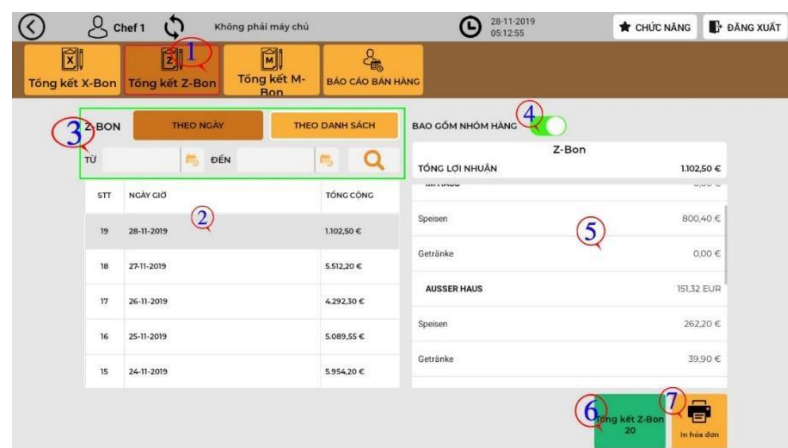 Chef 1 Không phải máy chủ 28-11-2019 CHỨC NĂNG ĐĂNG XUẤT
05:12:55
X Z 1 M
Tổng kết X-Bon Tổng kết Z-Bon Tổng kết M-Bon BÁO CÁO BÁN HÀNG
3 Z-BON THEO NGÀY THEO DANH SÁCH BAO GỒM NHÓM HÀNG 4
TỪ ĐẾN
Z-Bon
TỔNG LỢI NHUẬN 1.102,50 €
STT NGÀY GIỜ TỔNG CỘNG
2
19 28-11-2019 1.102,50 €
Speisen 800,40 €
5
Getränke 0,00 €
18 27-11-2019 5.512,20 €
AUSSER HAUS 151,32 EUR
17 26-11-2019 4.292,30 €
Speisen 262,20 €
16 25-11-2019 5.089,55 €
Getränke 39,90 €
15 24-11-2019 5.954,20 €
6 7
Tổng kết Z-Bon
20
In hóa đơn